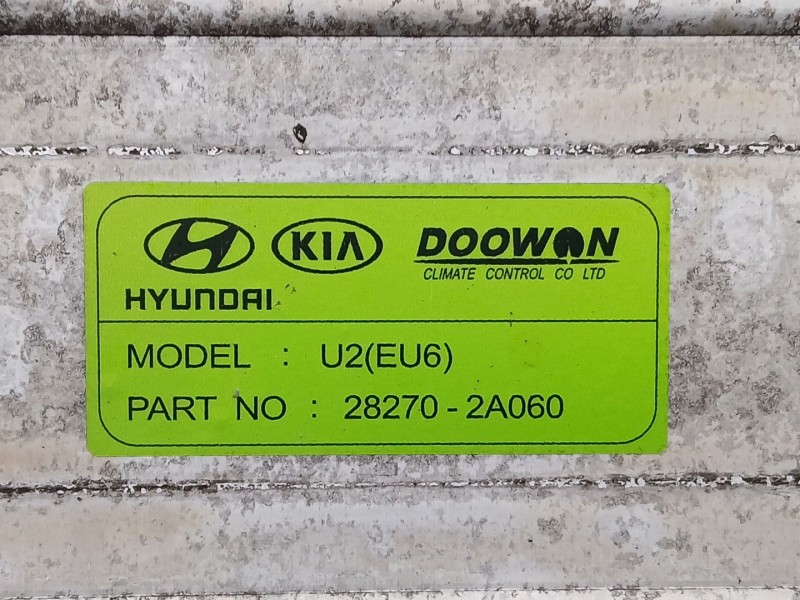 KIA DOOWON
CLIMATE CONTROL CO LTD
HYUNDAI
MODEL : U2(EU6)
PART NO : 28270 - 2A060